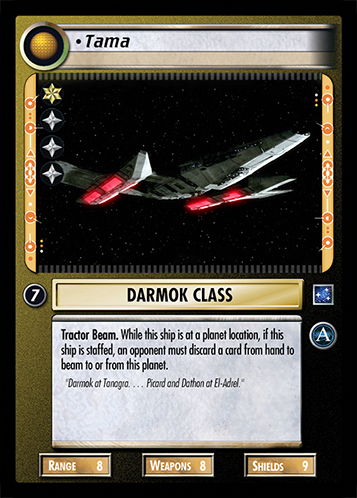 • Tama
7
DARMOK CLASS
A
Tractor Beam. While this ship is at a planet location, if this
ship is staffed, an opponent must discard a card from hand to
beam to or from this planet.
"Darmok at Tanagra. . . . Picard and Dathon at El-Adrel."
RANGE 8 WEAPONS 8 SHIELDS 9